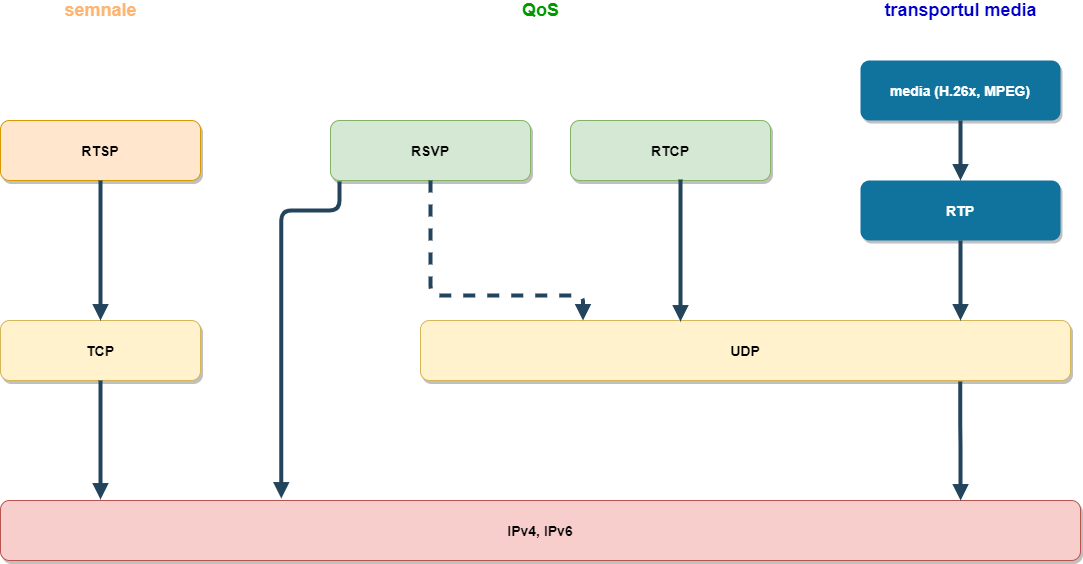 semnale
QoS
transportul media
media (H.26x, MPEG)
RTSP
RSVP
RTCP
RTP
TCP
UDP
IPv4, IPv6